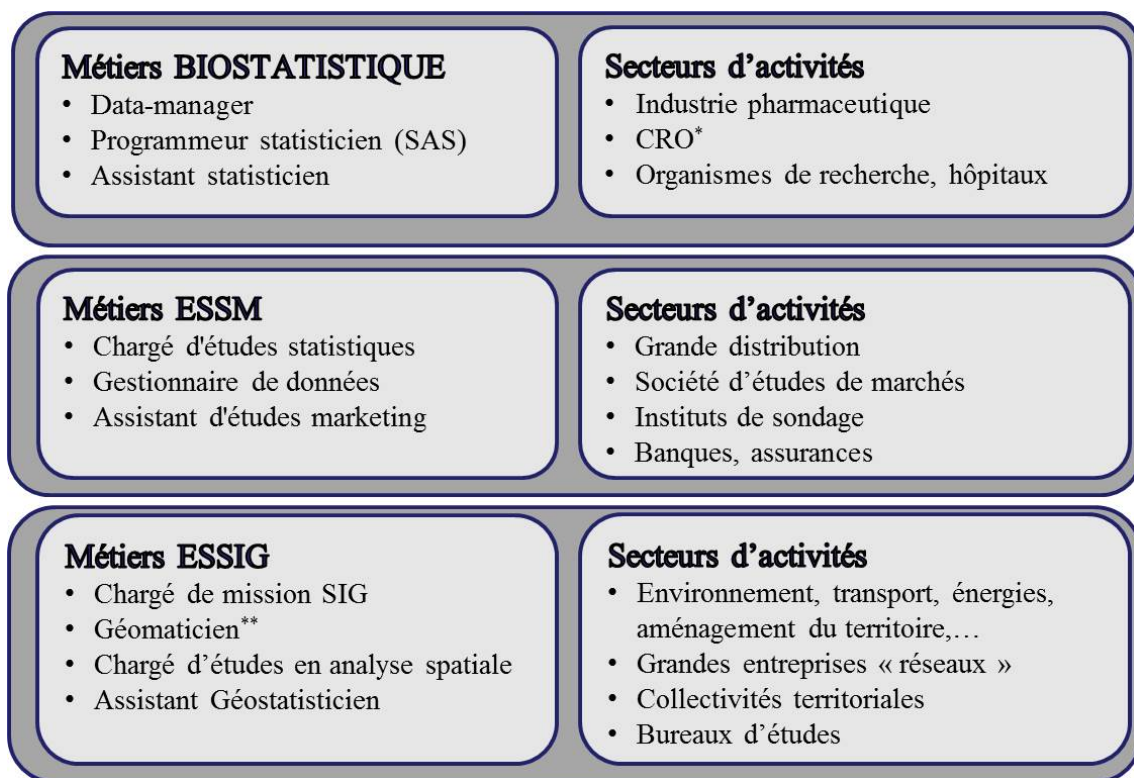 Métiers BIOSTATISTIQUE
• Data-manager
• Programmeur statisticien (SAS)
• Assistant statisticien
Secteurs d’activités
• Industrie pharmaceutique
• CRO*
• Organismes de recherche, hôpitaux
Métiers ESSM
• Chargé d'études statistiques
• Gestionnaire de données
• Assistant d'études marketing
Secteurs d’activités
• Grande distribution
• Société d’études de marchés
• Instituts de sondage
• Banques, assurances
Métiers ESSIG
• Chargé de mission SIG
• Géomaticien**
• Chargé d’études en analyse spatiale
• Assistant Géostatisticien
Secteurs d’activités
• Environnement, transport, énergies,
aménagement du territoire,…
• Grandes entreprises « réseaux »
• Collectivités territoriales
• Bureaux d’études